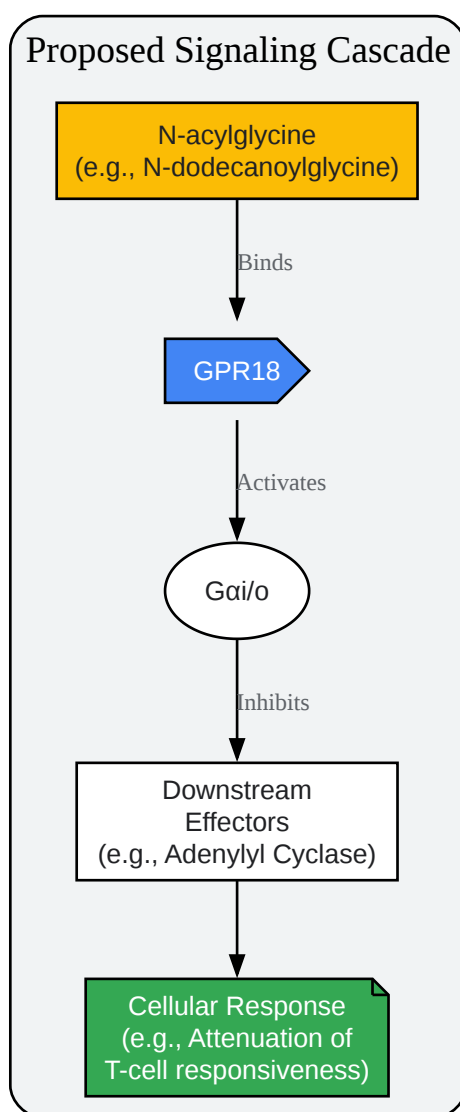 Proposed Signaling Cascade
N-acylglycine
(e.g., N-dodecanoylglycine)
Binds
GPR18
Activates
Gαi/o
Inhibits
Downstream
Effectors
(e.g., Adenylyl Cyclase)
Cellular Response
(e.g., Attenuation of
T-cell responsiveness)